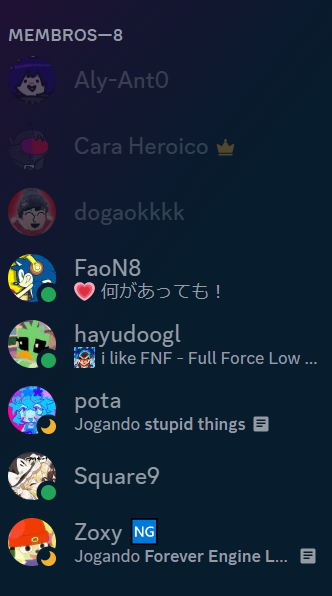 MEMBROS—8
Aly-Ant0
Cara Heroico
dogaokkkk
FaoN8
何があっても！
hayudoogl
i like FNF - Full Force Low ...
pota
Jogando stupid things
Square9
Zoxy NG
Jogando Forever Engine L...